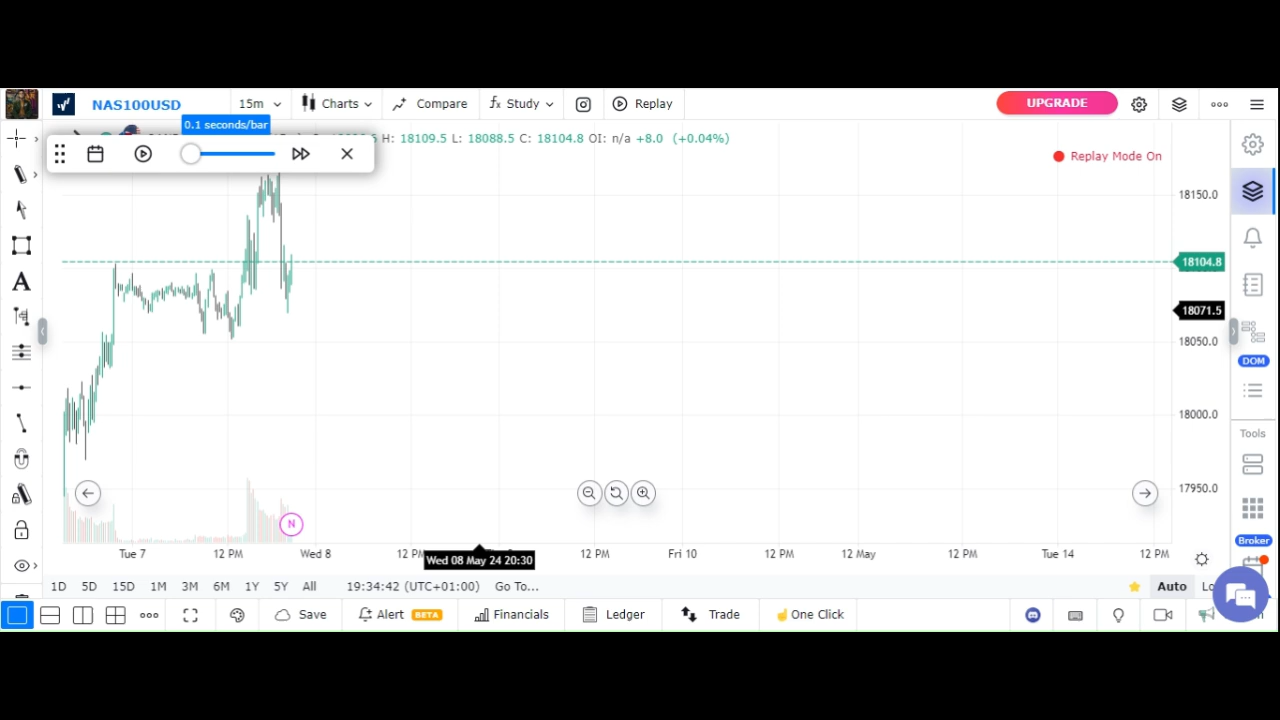 NAS100USD 15m Charts Compare fx Study Replay UPGRADE
0.1 seconds/bar
H: 18109.5 L: 18088.5 C: 18104.8 OI: n/a +8.0 (+0.04%)
Replay Mode On
18150.0
18104.8
18071.5
18050.0
18000.0
17950.0
A
DOM
Tools
Broker
N
Tue 7 12 PM Wed 8 12 PM 12 PM Fri 10 12 PM 12 May 12 PM Tue 14 12 PM
Wed 08 May 24 20:30
1D 5D 15D 1M 3M 6M 1Y 5Y All 19:34:42 (UTC+01:00) Go To... Auto
Save Alert BETA Financials Ledger Trade One Click